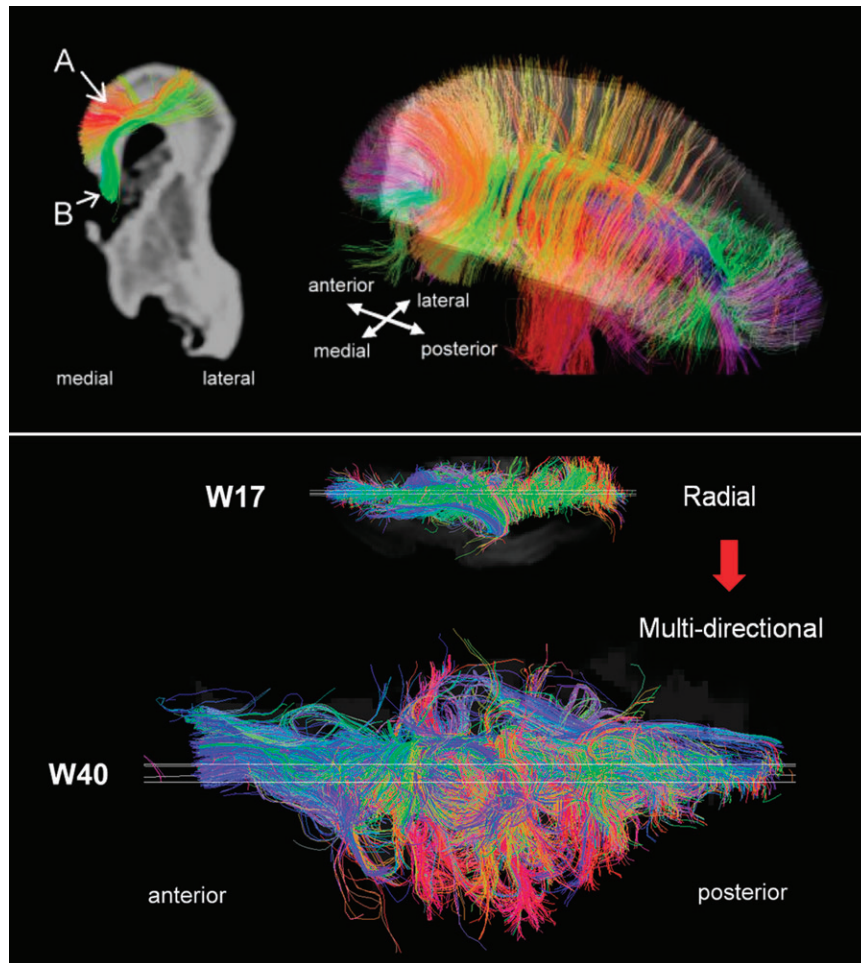 A
B
medial
lateral
anterior
lateral
medial
posterior
W17
Radial
Multi-directional
W40
anterior
posterior